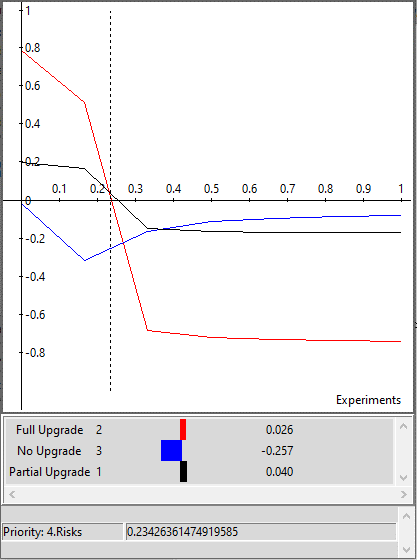 1
0.8
0.6
0.4
0.2
0.1 0.2 0.3 0.4 0.5 0.6 0.7 0.8 0.9 1
0
-0.2
-0.4
-0.6
-0.8
Experiments
Full Upgrade 2 0.026
No Upgrade 3 -0.257
Partial Upgrade 1 0.040
Priority: 4.Risks 0.23426361474919585